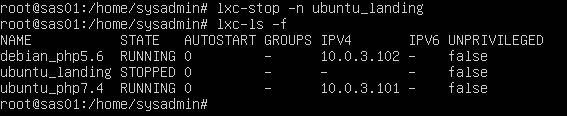 root@sas01:/home/sysadmin# lxc-stop -n ubuntu_landing
root@sas01:/home/sysadmin# lxc-ls -f
NAME STATE AUTOSTART GROUPS IPV4 IPV6 UNPRIVILEGED
debian_php5.6 RUNNING 0 - 10.0.3.102 - false
ubuntu_landing STOPPED 0 - - - false
ubuntu_php7.4 RUNNING 0 - 10.0.3.101 - false
root@sas01:/home/sysadmin#